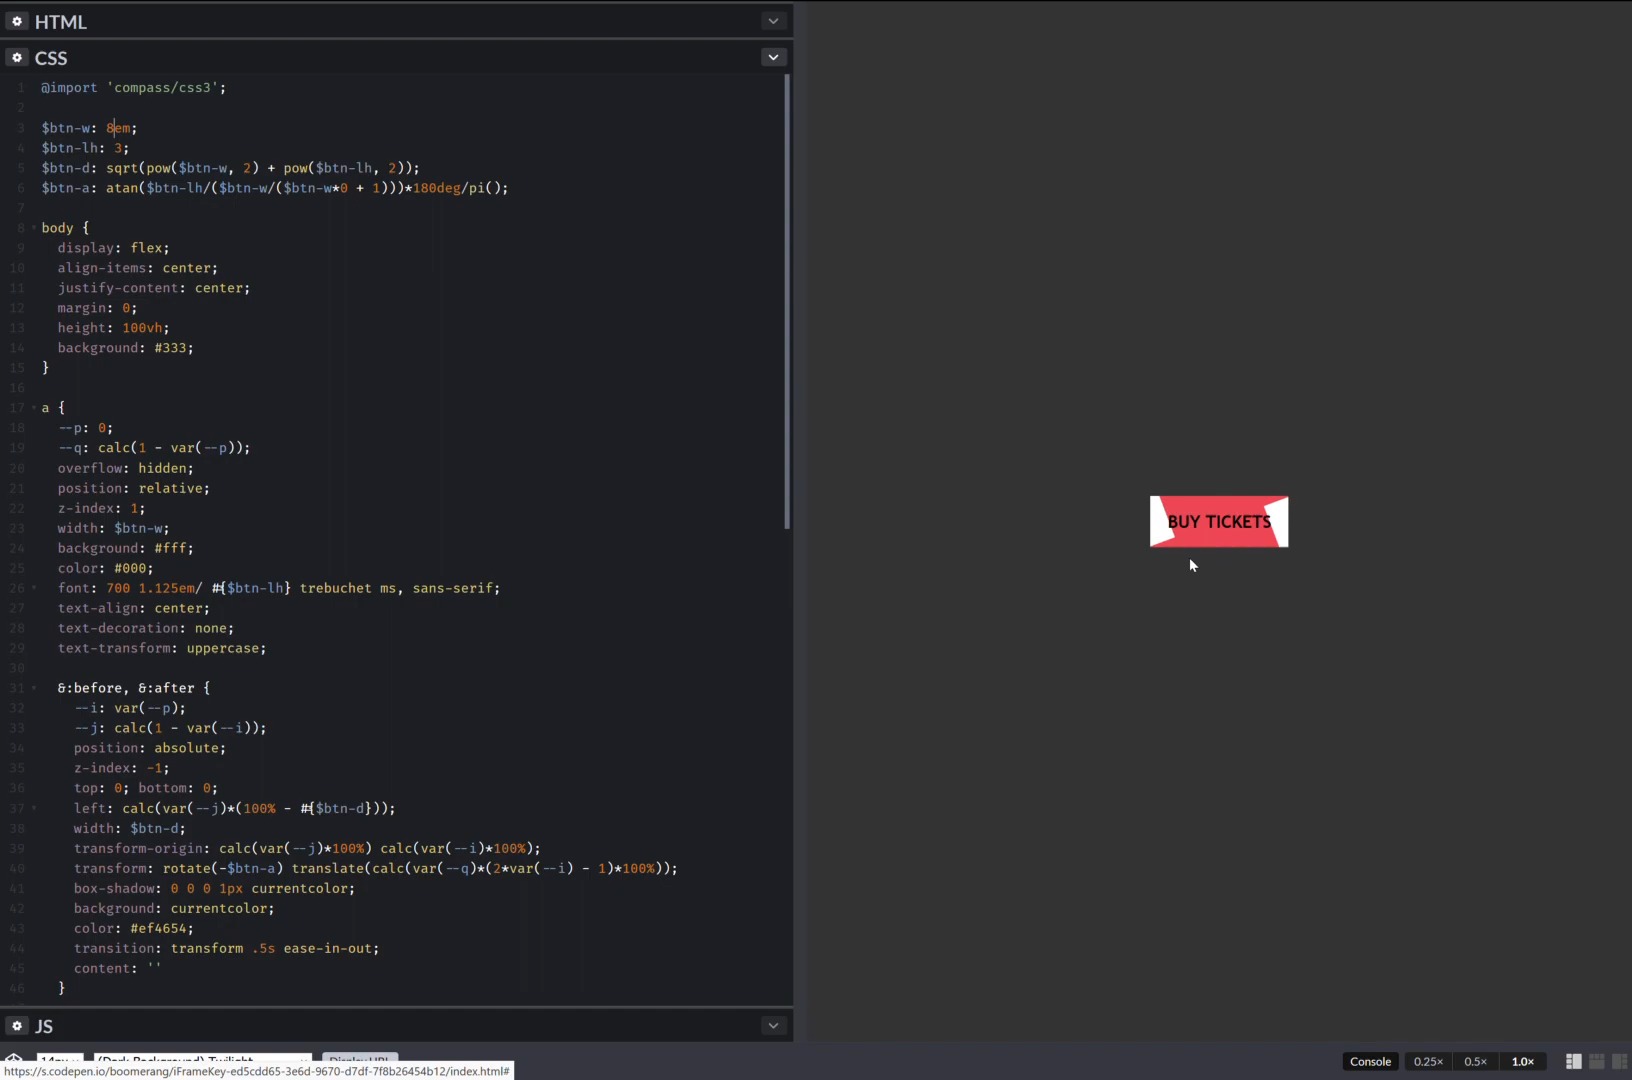 HTML
CSS
1 @import 'compass/css3';
2
3 $btn-w: 8em;
4 $btn-lh: 3;
5 $btn-d: sqrt(pow($btn-w, 2) + pow($btn-lh, 2));
6 $btn-a: atan($btn-lh/($btn-w/($btn-w*0 + 1)))*180deg/pi();
7
8 body {
9 display: flex;
10 align-items: center;
11 justify-content: center;
12 margin: 0;
13 height: 100vh;
14 background: #333;
15 }
16
17 a {
18 --p: 0;
19 --q: calc(1 - var(--p));
20 overflow: hidden;
21 position: relative;
22 z-index: 1;
23 width: $btn-w;
24 background: #fff;
25 color: #000;
26 font: 700 1.125em/ #{$btn-lh} trebuchet ms, sans-serif;
27 text-align: center;
28 text-decoration: none;
29 text-transform: uppercase;
30
31 &:before, &:after {
32 --i: var(--p);
33 --j: calc(1 - var(--i));
34 position: absolute;
35 z-index: -1;
36 top: 0; bottom: 0;
37 left: calc(var(--j)*(100% - #{$btn-d}));
38 width: $btn-d;
39 transform-origin: calc(var(--j)*100%) calc(var(--i)*100%);
40 transform: rotate(-$btn-a) translate(calc(var(--q)*(2*var(--i) - 1)*100%));
41 box-shadow: 0 0 0 1px currentcolor;
42 background: currentcolor;
43 color: #ef4654;
44 transition: transform .5s ease-in-out;
45 content: ''
46 }
BUY TICKETS
JS
14px (Dark Background) Twilight Display URL
https://s.codepen.io/boomerang/iFrameKey-ed5cdd65-3e6d-9670-d7df-7f8b26454b12/index.html#
Console 0.25× 0.5× 1.0×